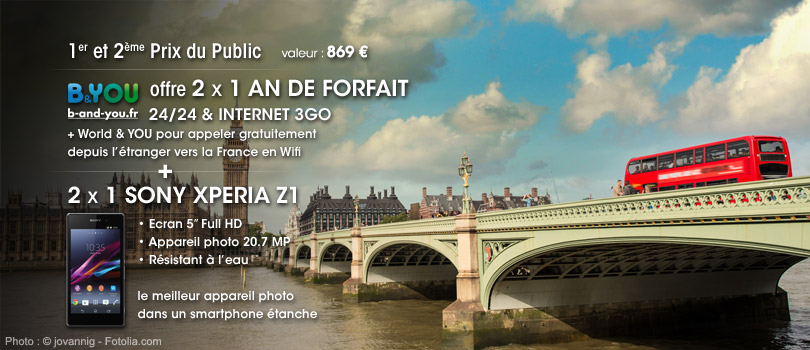 1er et 2ème Prix du Public valeur : 869 €
B&YOU offre 2 x 1 AN DE FORFAIT
b-and-you.fr 24/24 & INTERNET 3GO
+ World & YOU pour appeler gratuitement
depuis l'étranger vers la France en Wifi
+
2 x 1 SONY XPERIA Z1
• Ecran 5" Full HD
• Appareil photo 20.7 MP
• Résistant à l'eau
le meilleur appareil photo
dans un smartphone étanche
Photo : © jovannig - Fotolia.com